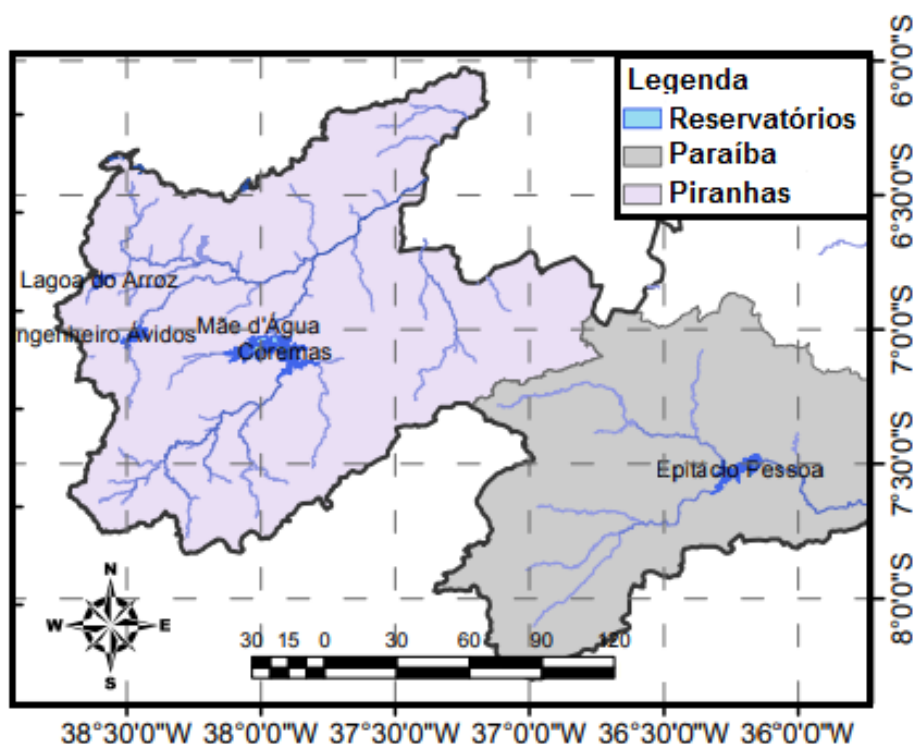 Legenda
Reservatórios
Paraíba
Piranhas
6°0'0"S
6°30'0"S
7°0'0"S
7°30'0"S
8°0'0"S
Lagoa do Arroz
ngenheiro Ávidos
Mãe d'Água
Coremas
Epitácio Pessoa
N
W E
S
30 15 0 30 60 90 120
38°30'0"W 38°0'0"W 37°30'0"W 37°0'0"W 36°30'0"W 36°0'0"W